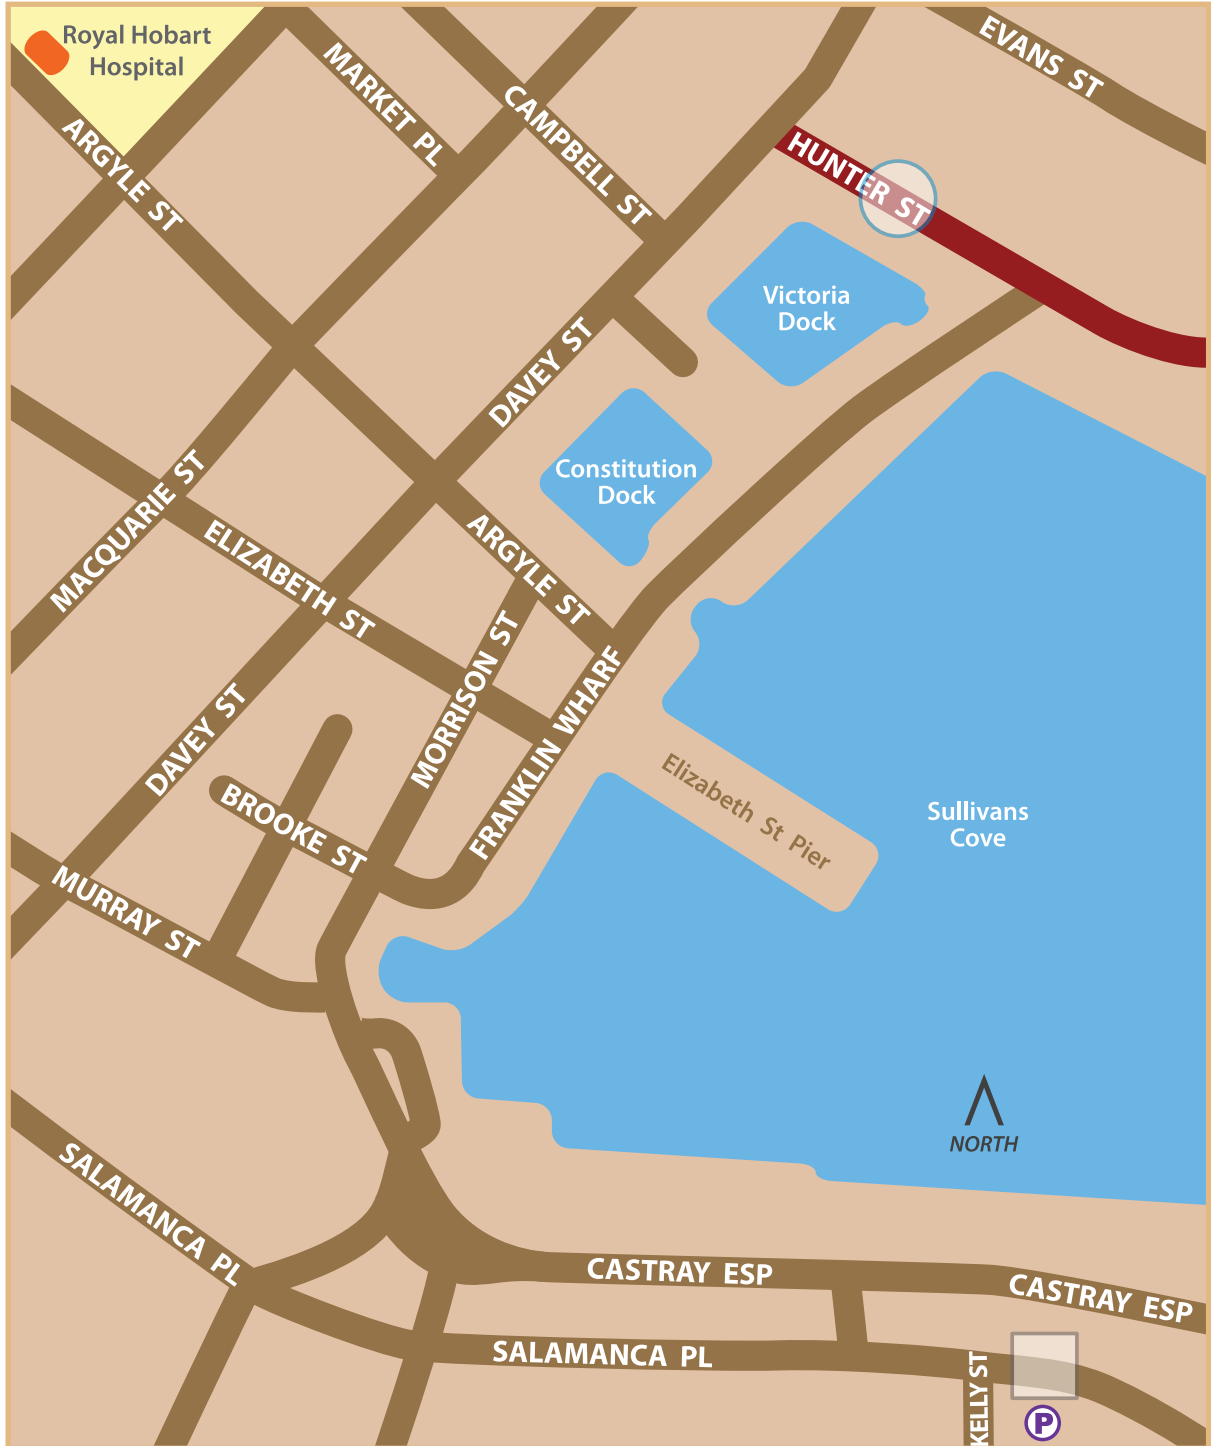 Royal Hobart
Hospital
EVANS ST
MARKET PL
CAMPBELL ST
HUNTER ST
ARGYLE ST
Victoria
Dock
DAVEY ST
Constitution
Dock
MACQUARIE ST
ELIZABETH ST
ARGYLE ST
MORRISON ST
FRANKLIN WHARF
DAVEY ST
BROOKE ST
Elizabeth St Pier
Sullivans
Cove
MURRAY ST
NORTH
SALAMANCA PL
CASTRAY ESP
CASTRAY ESP
SALAMANCA PL
KELLY ST
P